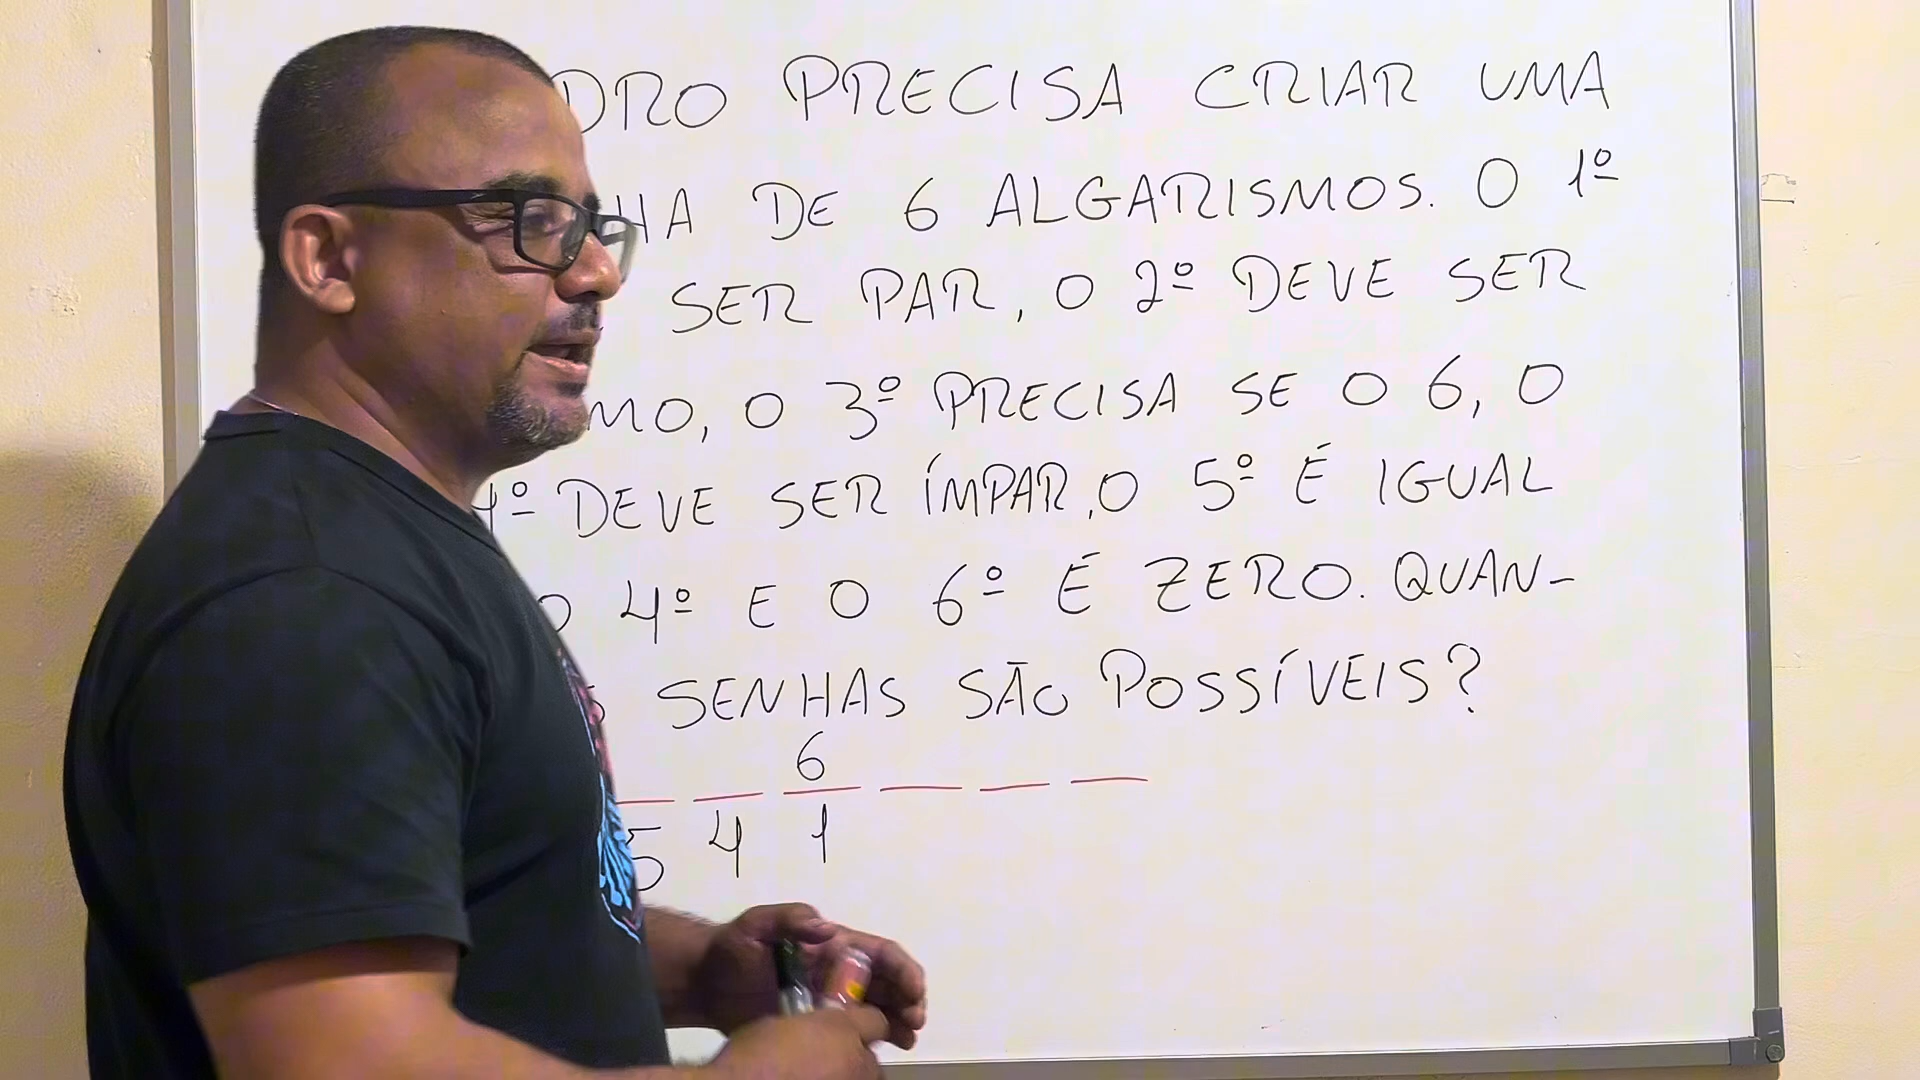 DRO PRECISA CRIAR UMA
HA DE 6 ALGARISMOS. O 1º
SER PAR, O 2º DEVE SER
MO, O 3º PRECISA SE O 6, O
4º DEVE SER ÍMPAR, O 5º É IGUAL
O 4º E O 6º É ZERO. QUAN-
S SENHAS SÃO POSSÍVEIS?
6
5 4 1